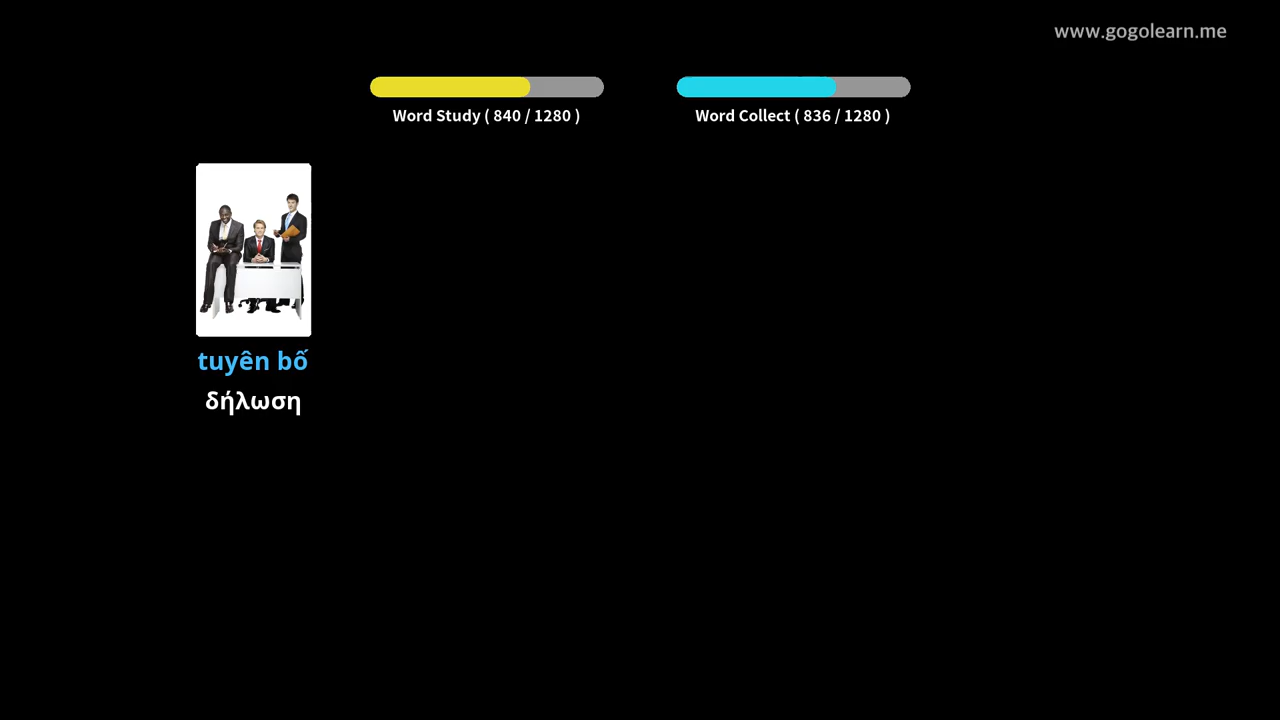 www.gogolearn.me
Word Study ( 840 / 1280 )
Word Collect ( 836 / 1280 )
tuyên bố
δήλωση